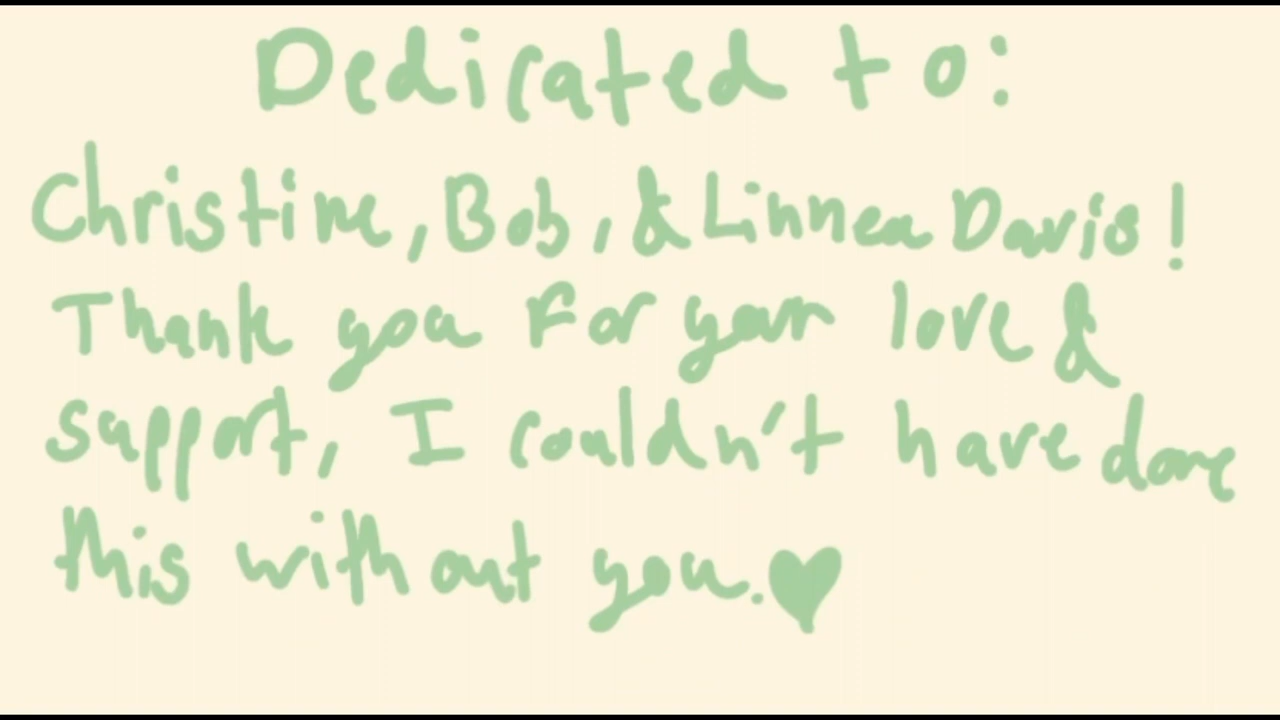 Dedicated to:
Christine, Bob, & Linnea Davis!
Thank you For your love &
support, I couldn't have done
this without you.♥